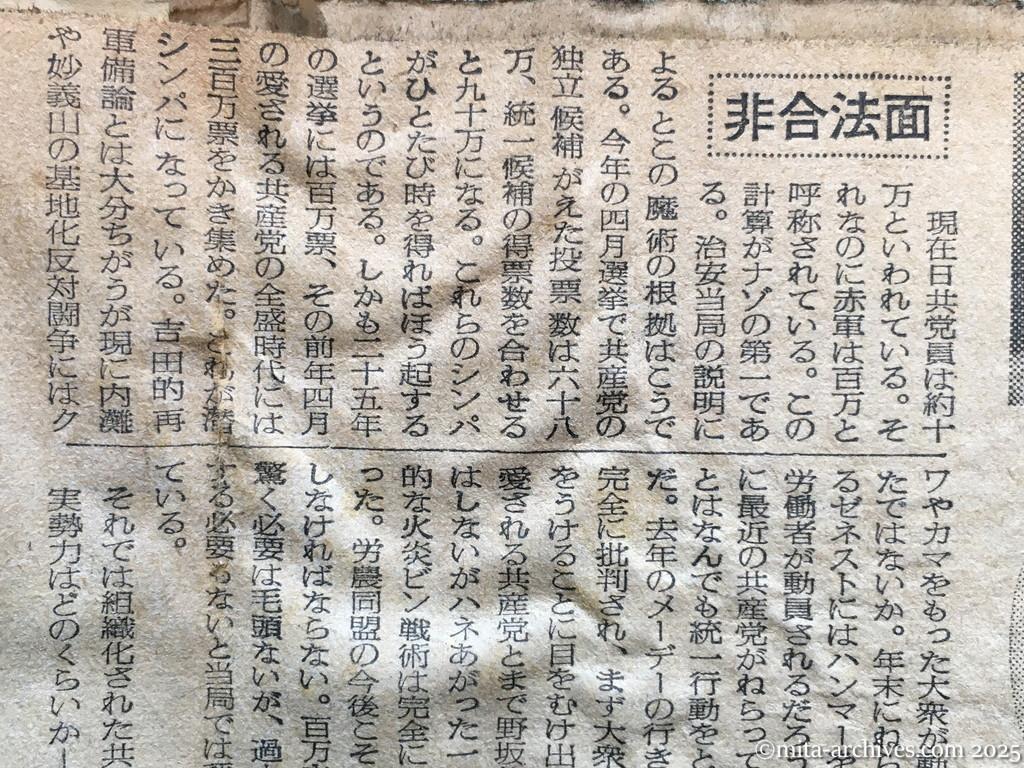 非合法面
現在日共党員は約十
万といわれている。そ
れなのに赤軍は百万と
呼称されている。この
計算がナゾの第一であ
る。治安当局の説明に
よるとこの魔術の根拠はこうで
ある。今年の四月選挙で共産党の
独立候補がえた投票数は六十八
万、統一候補の得票数を合わせる
と九十万になる。これらのシンパ
がひとたび時を得ればほう起する
というのである。しかも二十五年
の選挙には百万票、その前年四月
の愛される共産党の全盛時代には
三百万票をかき集めた。これが潜
シンパになっている。吉田的再
軍備論とは大分ちがうが現に内灘
や妙義山の基地化反対闘争にはク
ワやカマをもった大衆が動
たではないか。年末にねら
るゼネストにはハンマーや
労働者が動員されるだろう
に最近の共産党がねらって
とはなんでも統一行動をと
だ。去年のメーデーの行き
完全に批判され、まず大衆
をうけることに目をむけ出
愛される共産党とまで野坂
はしないがハネあがった一
的な火炎ビン戦術は完全に
った。労農同盟の今後こそ
しなければならない。百万
驚く必要は毛頭ないが、過
する必要もないと当局では
ている。
それでは組織化された共
実勢力はどのくらいかー
©mita-archives.com 2025